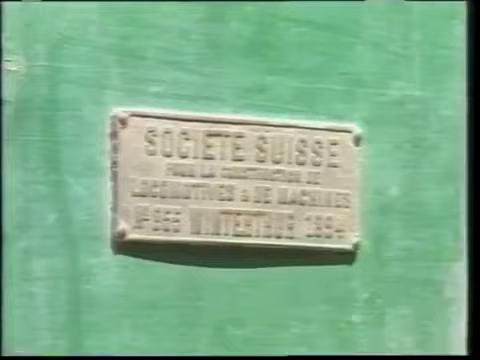 SOCIETE SUISSE
POUR LA CONSTRUCTION DE
LOCOMOTIVES & DE MACHINES
WINTERTHUR